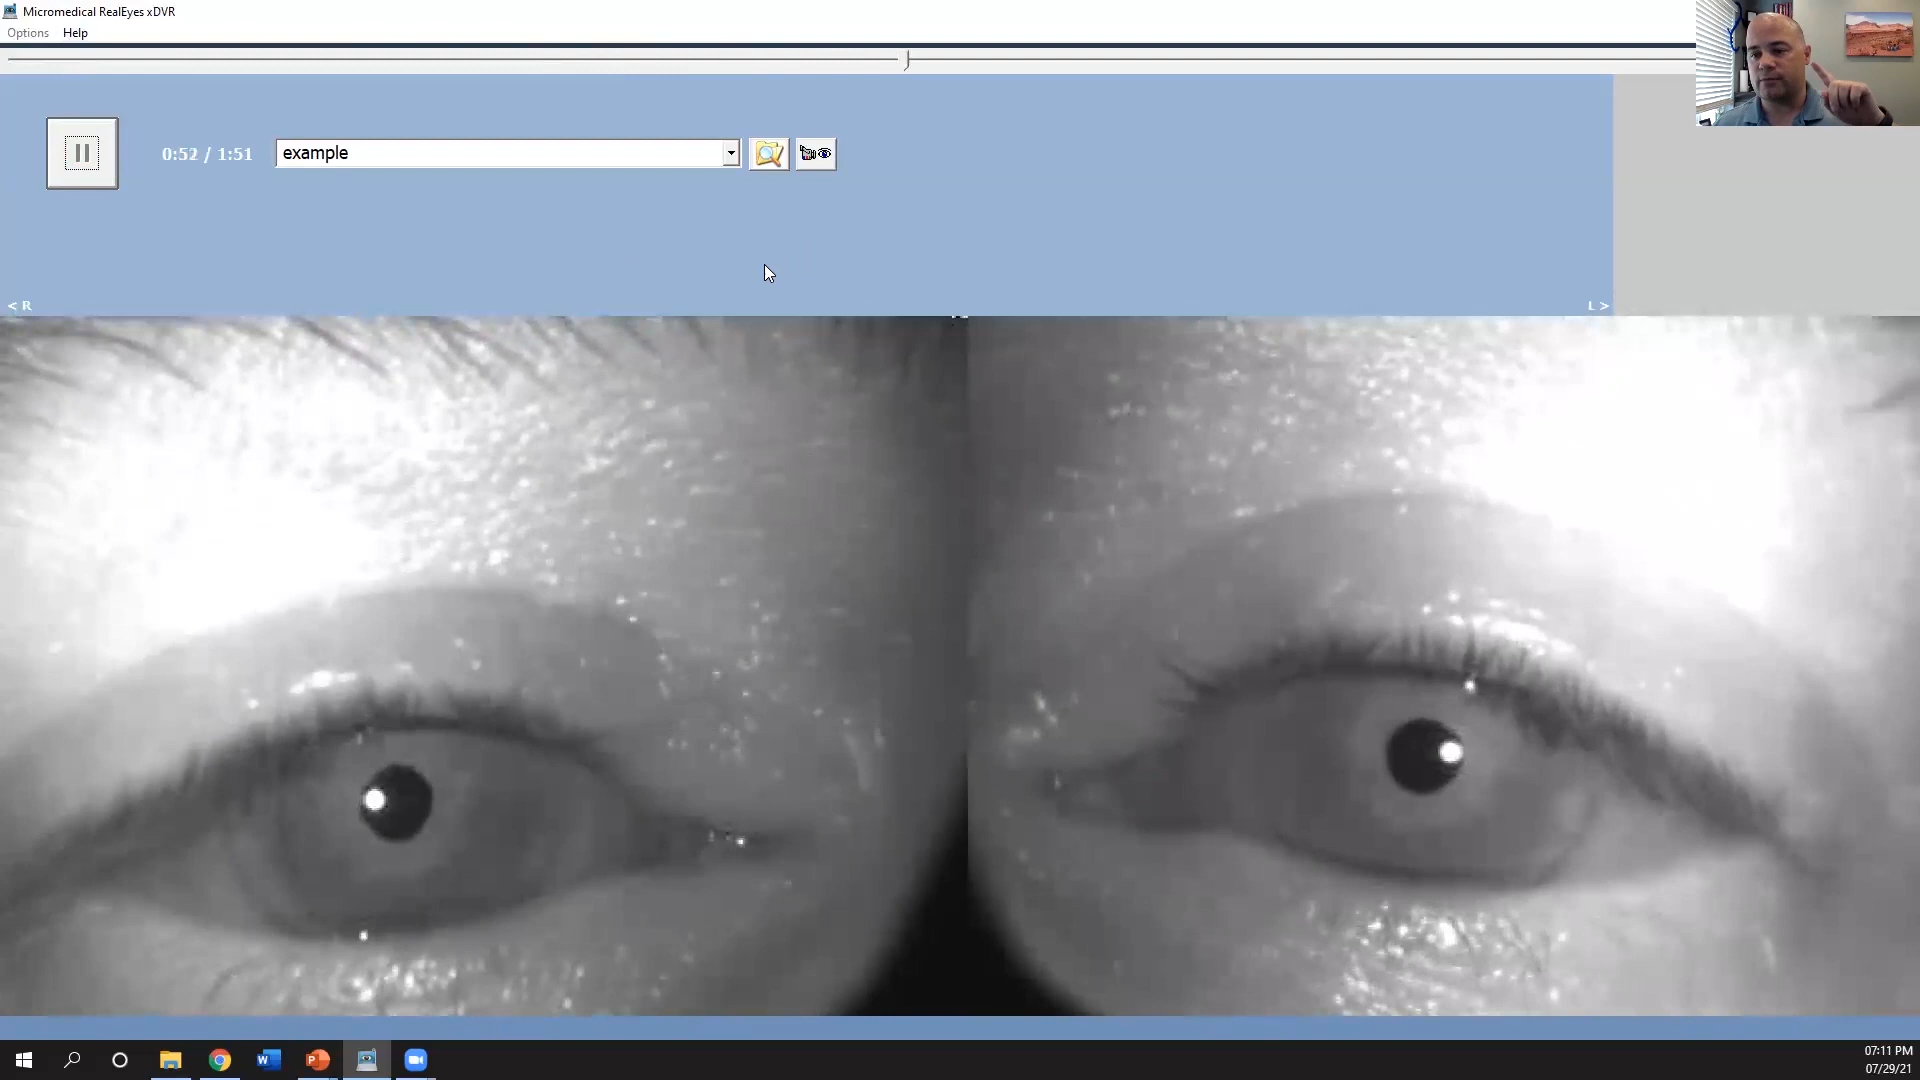 Micromedical RealEyes xDVR
Options Help
0:52 / 1:51 example
< R L >
07:11 PM
07/29/21